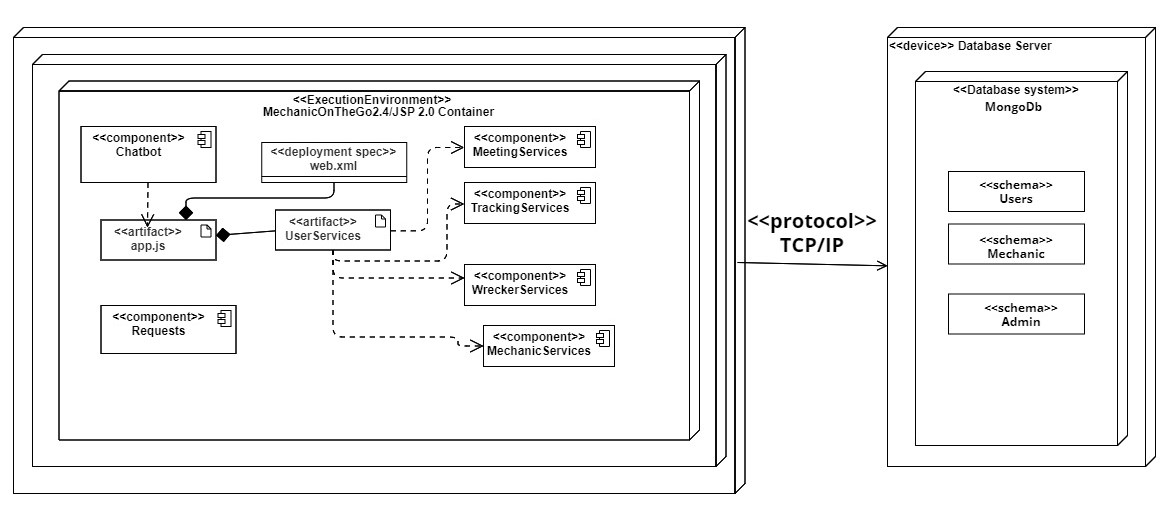 <<device>> Database Server
<<Database system>>
MongoDb
<<ExecutionEnvironment>>
MechanicOnTheGo2.4/JSP 2.0 Container
<<component>>
Chatbot
<<deployment spec>>
web.xml
<<component>>
MeetingServices
<<component>>
TrackingServices
<<artifact>>
app.js
<<artifact>>
UserServices
<<component>>
WreckerServices
<<component>>
Requests
<<component>>
MechanicServices
<<protocol>>
TCP/IP
<<schema>>
Users
<<schema>>
Mechanic
<<schema>>
Admin